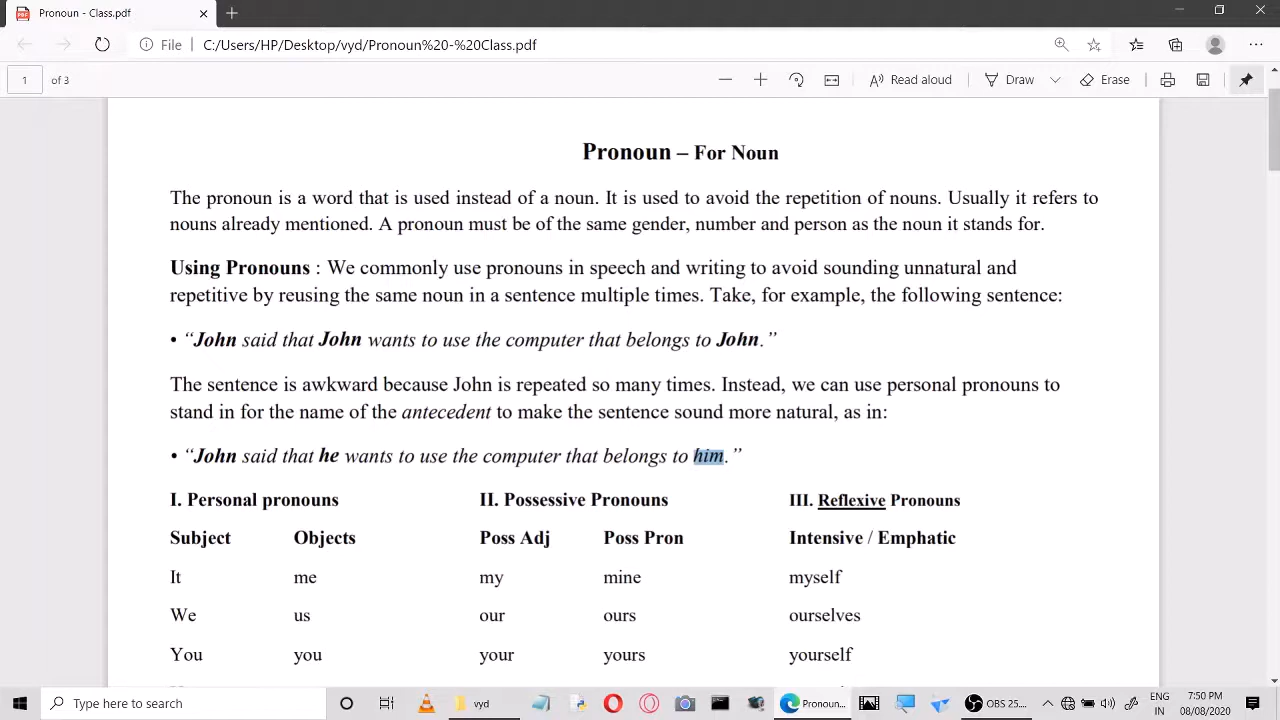 Pronoun - Class.pdf
File C:/Users/HP/Desktop/vyd/Pronoun%20-%20Class.pdf
1 of 3 Read aloud Draw Erase
Pronoun – For Noun
The pronoun is a word that is used instead of a noun. It is used to avoid the repetition of nouns. Usually it refers to
nouns already mentioned. A pronoun must be of the same gender, number and person as the noun it stands for.
Using Pronouns : We commonly use pronouns in speech and writing to avoid sounding unnatural and
repetitive by reusing the same noun in a sentence multiple times. Take, for example, the following sentence:
• “John said that John wants to use the computer that belongs to John.”
The sentence is awkward because John is repeated so many times. Instead, we can use personal pronouns to
stand in for the name of the antecedent to make the sentence sound more natural, as in:
• “John said that he wants to use the computer that belongs to him.”
I. Personal pronouns II. Possessive Pronouns III. Reflexive Pronouns
Subject Objects Poss Adj Poss Pron Intensive / Emphatic
It me my mine myself
We us our ours ourselves
You you your yours yourself
Type here to search vyd Pronoun... OBS 25.... ENG 7:50 PM
IN 08/08/2020